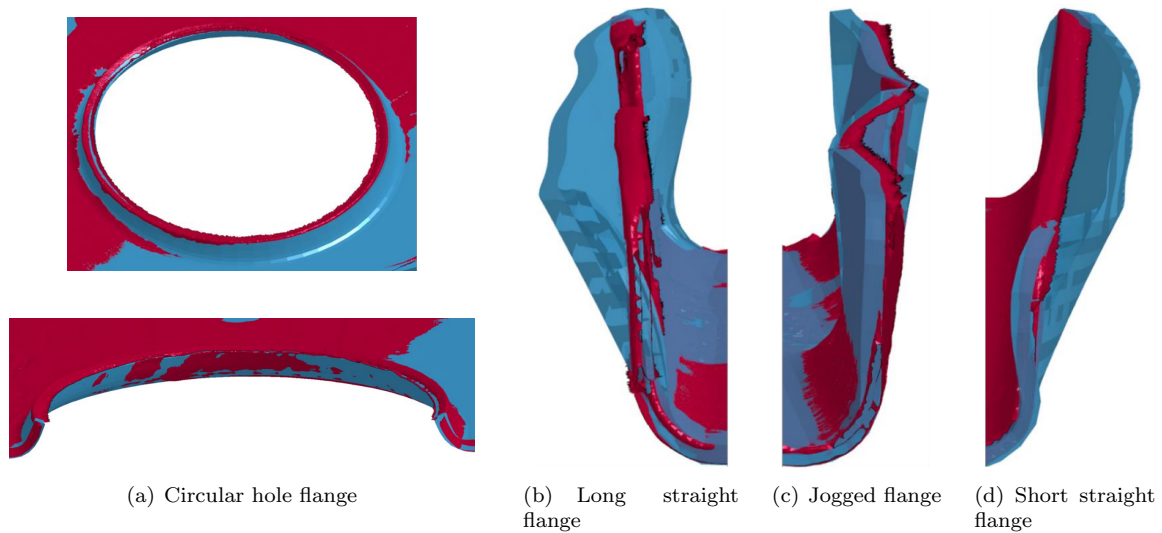 (a) Circular hole flange
(b) Long straight
flange
(c) Jogged flange
(d) Short straight
flange